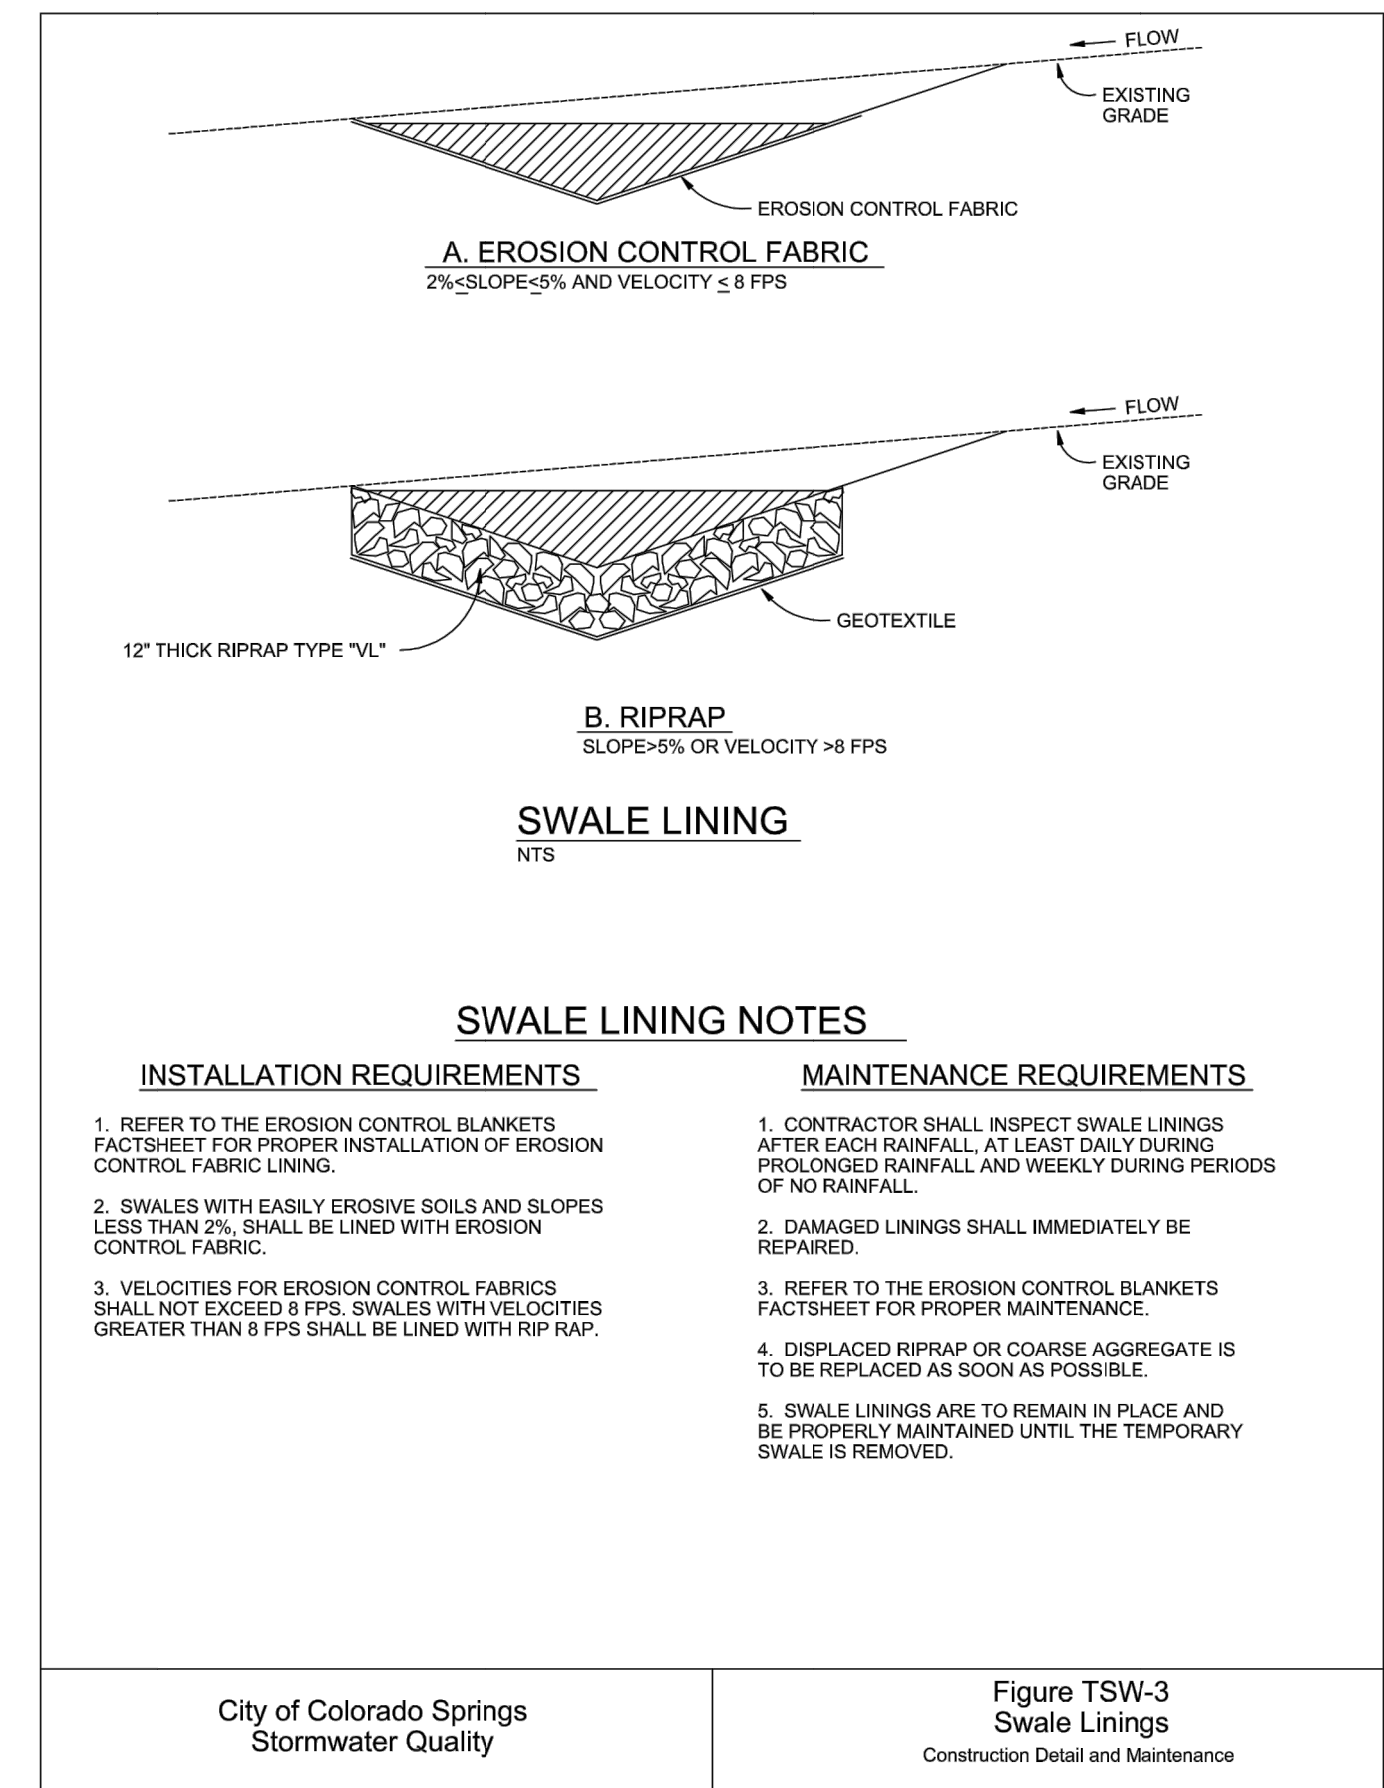 FLOW
EXISTING
GRADE
EROSION CONTROL FABRIC
A. EROSION CONTROL FABRIC
2%≤SLOPE≤5% AND VELOCITY ≤ 8 FPS
FLOW
EXISTING
GRADE
GEOTEXTILE
12" THICK RIPRAP TYPE "VL"
B. RIPRAP
SLOPE>5% OR VELOCITY >8 FPS
SWALE LINING
NTS
SWALE LINING NOTES
INSTALLATION REQUIREMENTS
1. REFER TO THE EROSION CONTROL BLANKETS
FACTSHEET FOR PROPER INSTALLATION OF EROSION
CONTROL FABRIC LINING.
2. SWALES WITH EASILY EROSIVE SOILS AND SLOPES
LESS THAN 2%, SHALL BE LINED WITH EROSION
CONTROL FABRIC.
3. VELOCITIES FOR EROSION CONTROL FABRICS
SHALL NOT EXCEED 8 FPS. SWALES WITH VELOCITIES
GREATER THAN 8 FPS SHALL BE LINED WITH RIP RAP.
MAINTENANCE REQUIREMENTS
1. CONTRACTOR SHALL INSPECT SWALE LININGS
AFTER EACH RAINFALL, AT LEAST DAILY DURING
PROLONGED RAINFALL AND WEEKLY DURING PERIODS
OF NO RAINFALL.
2. DAMAGED LININGS SHALL IMMEDIATELY BE
REPAIRED.
3. REFER TO THE EROSION CONTROL BLANKETS
FACTSHEET FOR PROPER MAINTENANCE.
4. DISPLACED RIPRAP OR COARSE AGGREGATE IS
TO BE REPLACED AS SOON AS POSSIBLE.
5. SWALE LININGS ARE TO REMAIN IN PLACE AND
BE PROPERLY MAINTAINED UNTIL THE TEMPORARY
SWALE IS REMOVED.
City of Colorado Springs
Stormwater Quality
Figure TSW-3
Swale Linings
Construction Detail and Maintenance